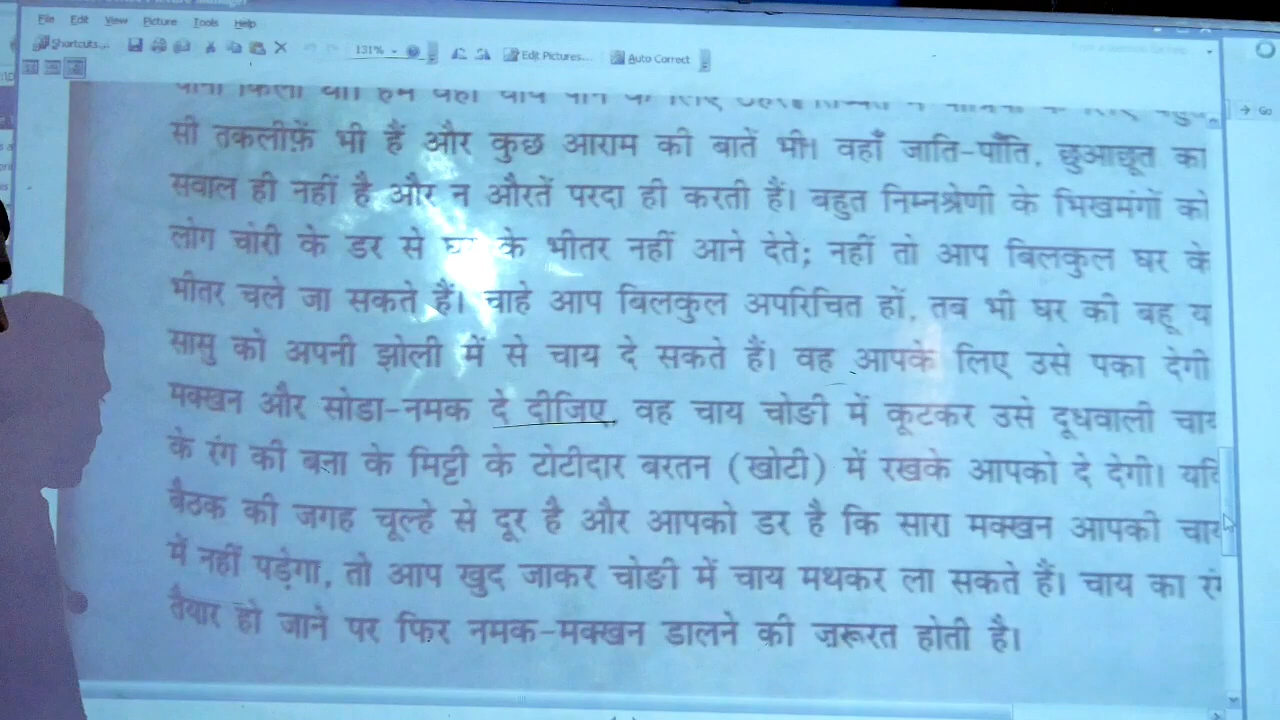 File Edit View Picture Tools Help
Shortcuts... 131% Edit Pictures... Auto Correct
Go
सी तकलीफ़ें भी हैं और कुछ आराम की बातें भी। वहाँ जाति-पाँति, छुआछूत का
सवाल ही नहीं है और न औरतें परदा ही करती हैं। बहुत निम्नश्रेणी के भिखमंगों को
लोग चोरी के डर से घर के भीतर नहीं आने देते; नहीं तो आप बिलकुल घर के
भीतर चले जा सकते हैं। चाहे आप बिलकुल अपरिचित हों, तब भी घर की बहू य
सासु को अपनी झोली में से चाय दे सकते हैं। वह आपके लिए उसे पका देगी
मक्खन और सोडा-नमक दे दीजिए, वह चाय चोङी में कूटकर उसे दूधवाली चाय
के रंग की बना के मिट्टी के टोटीदार बरतन (खोटी) में रखके आपको दे देगी। यदि
बैठक की जगह चूल्हे से दूर है और आपको डर है कि सारा मक्खन आपकी चाय
में नहीं पड़ेगा, तो आप खुद जाकर चोङी में चाय मथकर ला सकते हैं। चाय का रं
तैयार हो जाने पर फिर नमक-मक्खन डालने की ज़रूरत होती है।